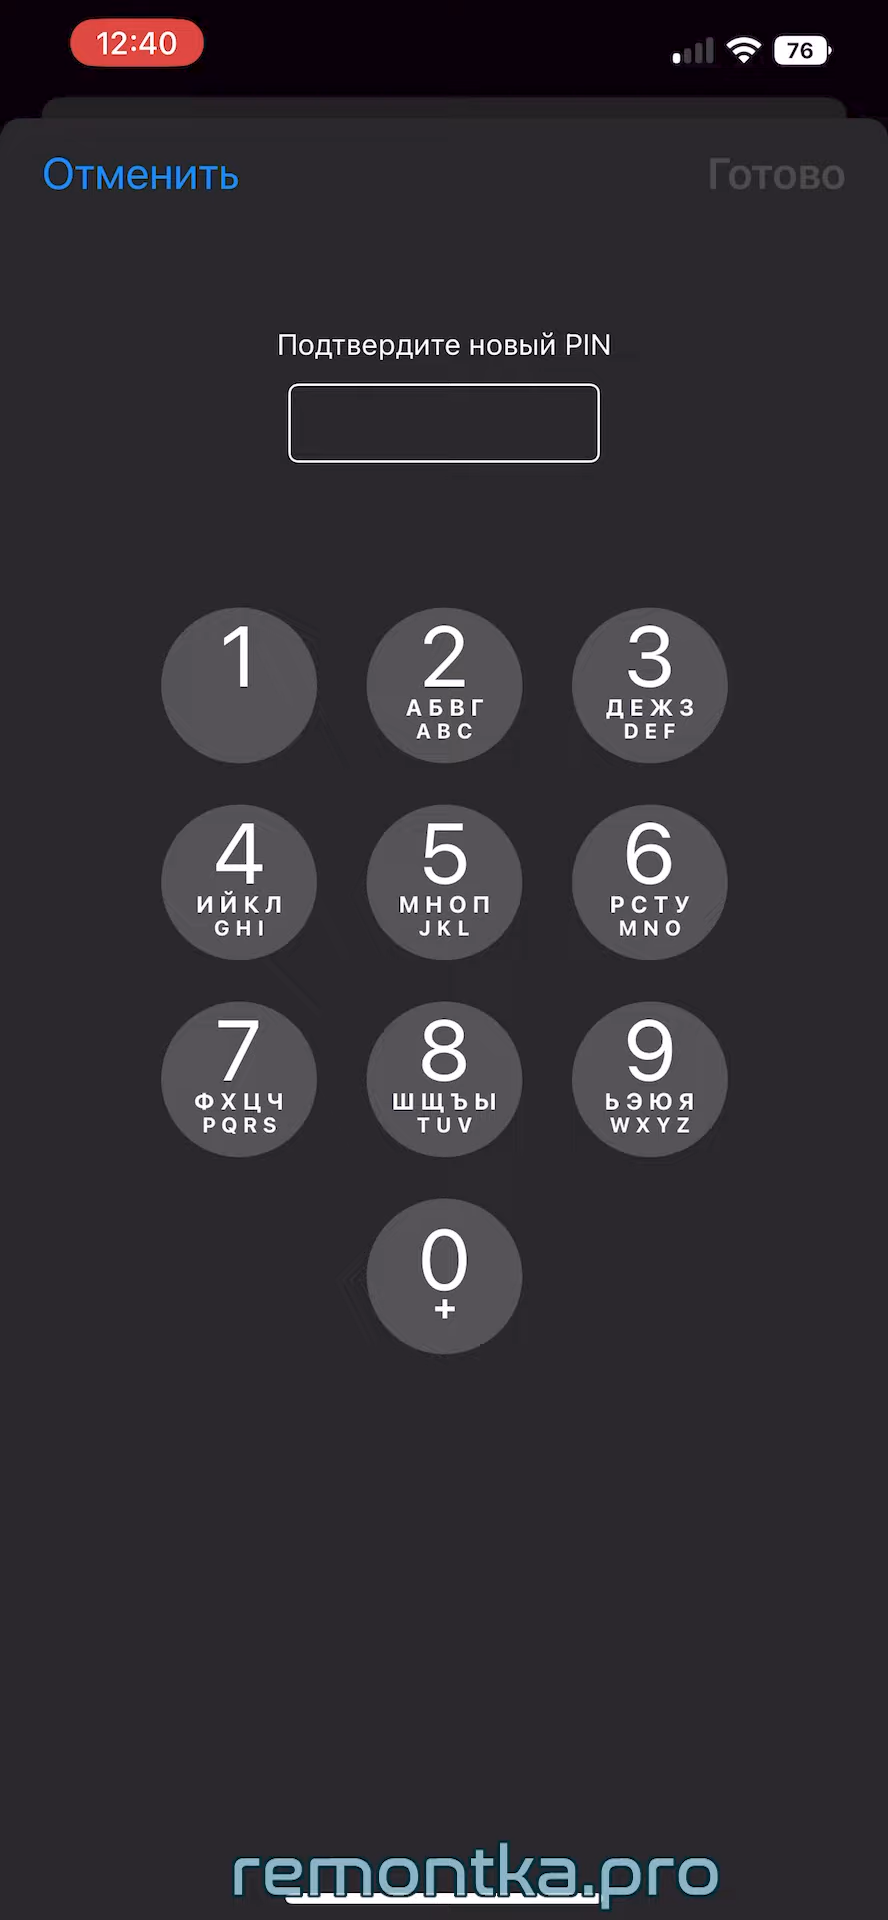 12:40
76
Отменить
Готово
Подтвердите новый PIN
1
2
АБВГ
ABC
3
ДЕЖЗ
DEF
4
ИЙКЛ
GHI
5
МНОП
JKL
6
РСТУ
MNO
7
ФХЦЧ
PQRS
8
ШЩЪЫ
TUV
9
ЬЭЮЯ
WXYZ
0
+
remontka.pro